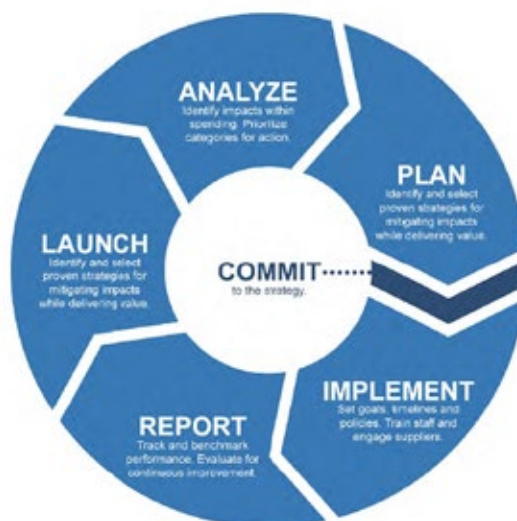 ANALYZE
Identify impacts within
spending. Prioritize
categories for action.
PLAN
Identify and select
proven strategies for
mitigating impacts
while delivering value.
LAUNCH
Identify and select
proven strategies for
mitigating impacts
while delivering value.
COMMIT
to the strategy.
IMPLEMENT
Set goals, timelines and
policies. Train staff and
engage suppliers.
REPORT
Track and benchmark
performance. Evaluate for
continuous improvement.